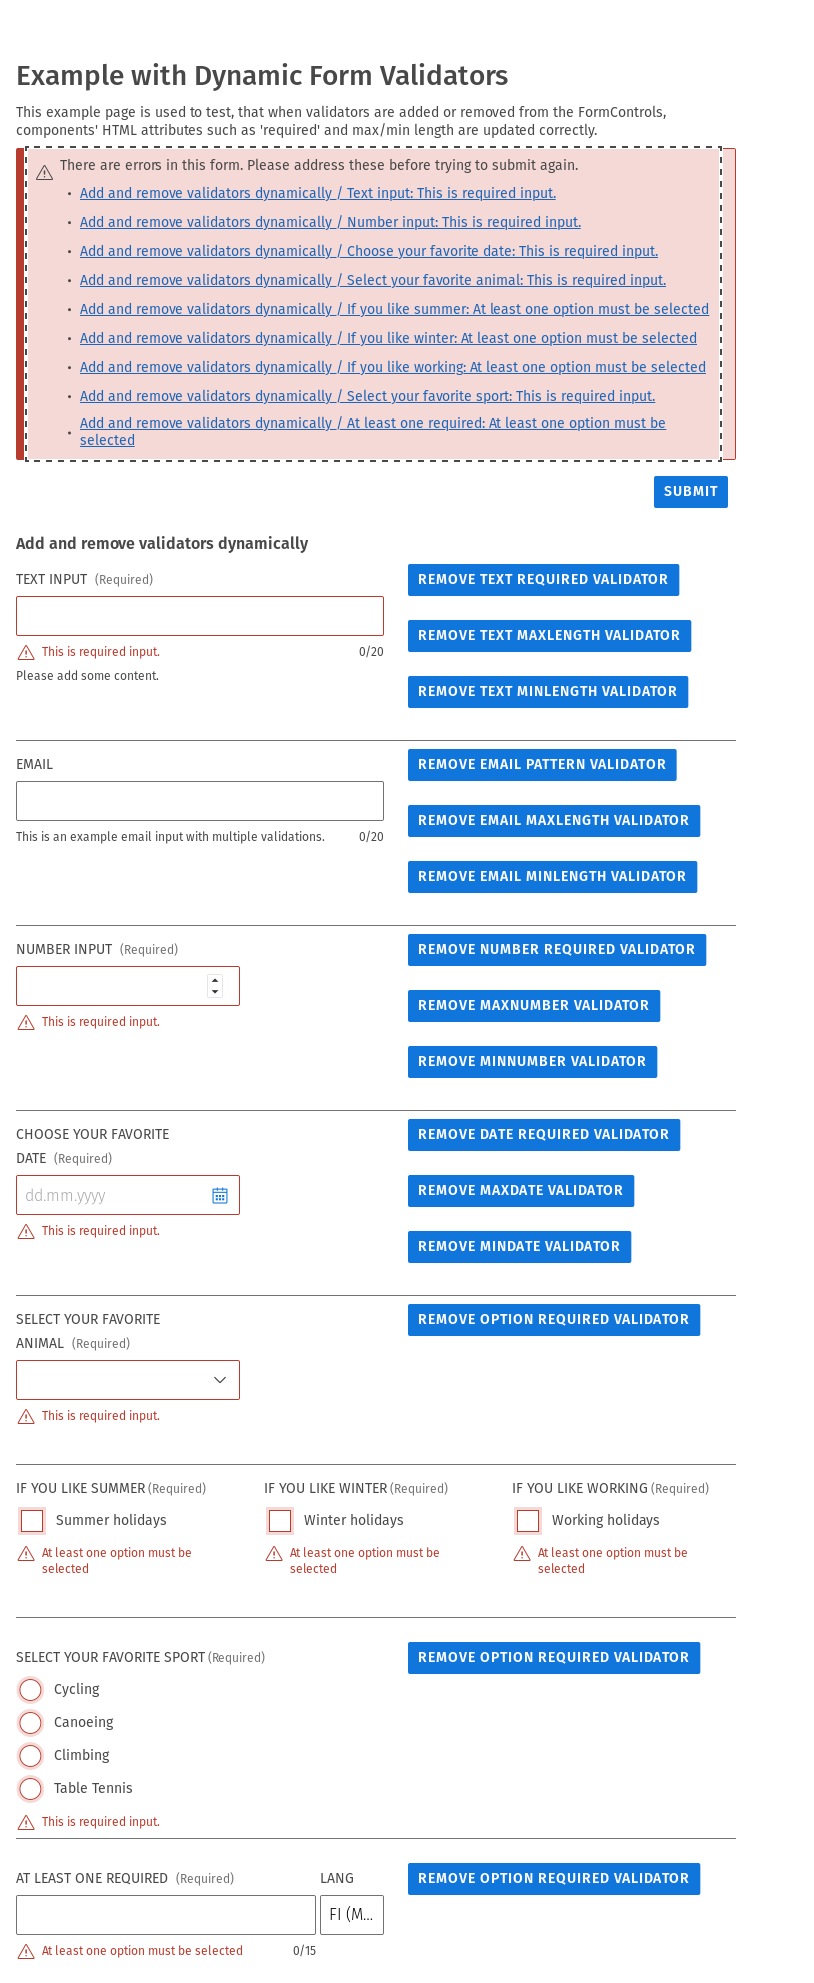 Example with Dynamic Form Validators
This example page is used to test, that when validators are added or removed from the FormControls,
components' HTML attributes such as 'required' and max/min length are updated correctly.
There are errors in this form. Please address these before trying to submit again.
• Add and remove validators dynamically / Text input: This is required input.
• Add and remove validators dynamically / Number input: This is required input.
• Add and remove validators dynamically / Choose your favorite date: This is required input.
• Add and remove validators dynamically / Select your favorite animal: This is required input.
• Add and remove validators dynamically / If you like summer: At least one option must be selected
• Add and remove validators dynamically / If you like winter: At least one option must be selected
• Add and remove validators dynamically / If you like working: At least one option must be selected
• Add and remove validators dynamically / Select your favorite sport: This is required input.
• Add and remove validators dynamically / At least one required: At least one option must be
selected
SUBMIT
Add and remove validators dynamically
TEXT INPUT (Required)
REMOVE TEXT REQUIRED VALIDATOR
This is required input. 0/20
Please add some content.
REMOVE TEXT MAXLENGTH VALIDATOR
REMOVE TEXT MINLENGTH VALIDATOR
EMAIL
REMOVE EMAIL PATTERN VALIDATOR
This is an example email input with multiple validations. 0/20
REMOVE EMAIL MAXLENGTH VALIDATOR
REMOVE EMAIL MINLENGTH VALIDATOR
NUMBER INPUT (Required)
REMOVE NUMBER REQUIRED VALIDATOR
This is required input.
REMOVE MAXNUMBER VALIDATOR
REMOVE MINNUMBER VALIDATOR
CHOOSE YOUR FAVORITE
DATE (Required)
REMOVE DATE REQUIRED VALIDATOR
dd.mm.yyyy
This is required input.
REMOVE MAXDATE VALIDATOR
REMOVE MINDATE VALIDATOR
SELECT YOUR FAVORITE
ANIMAL (Required)
REMOVE OPTION REQUIRED VALIDATOR
This is required input.
IF YOU LIKE SUMMER (Required)
Summer holidays
At least one option must be
selected
IF YOU LIKE WINTER (Required)
Winter holidays
At least one option must be
selected
IF YOU LIKE WORKING (Required)
Working holidays
At least one option must be
selected
SELECT YOUR FAVORITE SPORT (Required)
REMOVE OPTION REQUIRED VALIDATOR
Cycling
Canoeing
Climbing
Table Tennis
This is required input.
AT LEAST ONE REQUIRED (Required)
LANG
REMOVE OPTION REQUIRED VALIDATOR
FI (M...
At least one option must be selected 0/15